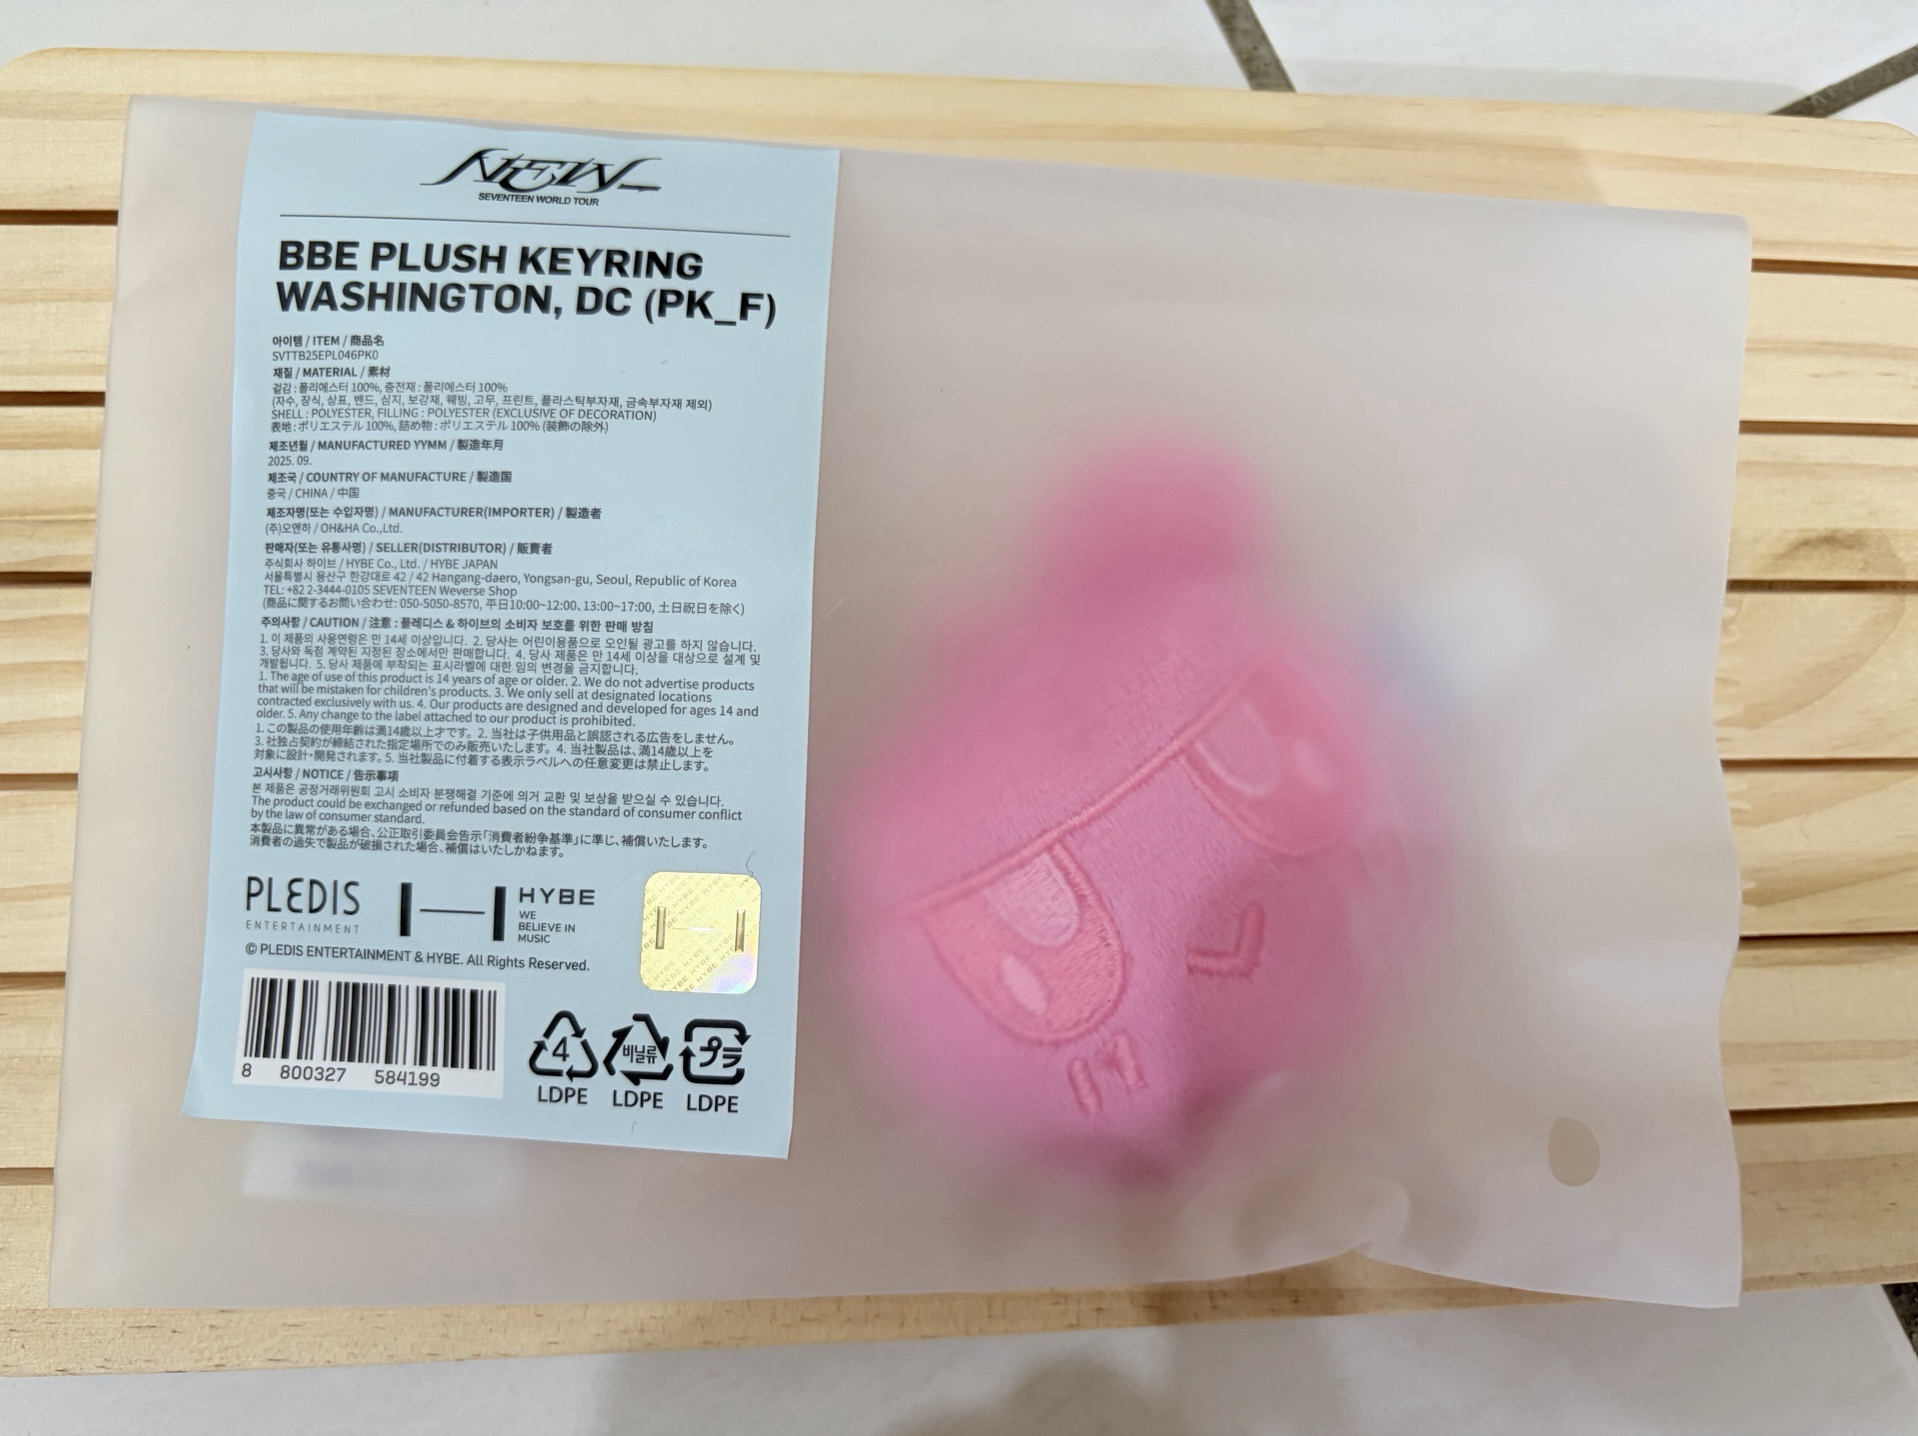 NEW_
SEVENTEEN WORLD TOUR
BBE PLUSH KEYRING
WASHINGTON, DC (PK_F)
아이템 / ITEM / 商品名
SVTTB25EPL046PK0
재질 / MATERIAL / 素材
겉감 : 폴리에스터 100%, 충전재 : 폴리에스터 100%
(자수, 장식, 상표, 밴드, 심지, 보강재, 웨빙, 고무, 프린트, 플라스틱부자재, 금속부자재 제외)
SHELL : POLYESTER, FILLING : POLYESTER (EXCLUSIVE OF DECORATION)
表地 : ポリエステル 100%, 詰め物 : ポリエステル 100% (装飾の除外)
제조년월 / MANUFACTURED YYMM / 製造年月
2025. 09.
제조국 / COUNTRY OF MANUFACTURE / 製造国
중국 / CHINA / 中国
제조자명(또는 수입자명) / MANUFACTURER(IMPORTER) / 製造者
(주)오앤하 / OH&HA Co.,Ltd.
판매자(또는 유통사명) / SELLER(DISTRIBUTOR) / 販賣者
주식회사 하이브 / HYBE Co., Ltd. / HYBE JAPAN
서울특별시 용산구 한강대로 42 / 42 Hangang-daero, Yongsan-gu, Seoul, Republic of Korea
TEL: +82 2-3444-0105 SEVENTEEN Weverse Shop
(商品に関するお問い合わせ: 050-5050-8570, 平日10:00~12:00、13:00~17:00, 土日祝日を除く)
주의사항 / CAUTION / 注意 : 플레디스 & 하이브의 소비자 보호를 위한 판매 방침
1. 이 제품의 사용연령은 만 14세 이상입니다. 2. 당사는 어린이용품으로 오인될 광고를 하지 않습니다.
3. 당사와 독점 계약된 지정된 장소에서만 판매합니다. 4. 당사 제품은 만 14세 이상을 대상으로 설계 및
개발됩니다. 5. 당사 제품에 부착되는 표시라벨에 대한 임의 변경을 금지합니다.
1. The age of use of this product is 14 years of age or older. 2. We do not advertise products
that will be mistaken for children's products. 3. We only sell at designated locations
contracted exclusively with us. 4. Our products are designed and developed for ages 14 and
older. 5. Any change to the label attached to our product is prohibited.
1. この製品の使用年齢は満14歳以上才です。 2. 当社は子供用品と誤認される広告をしません。
3. 社独占契約が締結された指定場所でのみ販売いたします。 4. 当社製品は、満14歳以上を
対象に設計・開発されます。 5. 当社製品に付着する表示ラベルへの任意変更は禁止します。
고시사항 / NOTICE / 告示事項
본 제품은 공정거래위원회 고시 소비자 분쟁해결 기준에 의거 교환 및 보상을 받으실 수 있습니다.
The product could be exchanged or refunded based on the standard of consumer conflict
by the law of consumer standard.
本製品に異常がある場合、公正取引委員会告示「消費者紛争基準」に準じ、補償いたします。
消費者の過失で製品が破損された場合、補償はいたしかねます。
PLEDIS
ENTERTAINMENT
HYBE
WE
BELIEVE IN
MUSIC
© PLEDIS ENTERTAINMENT & HYBE. All Rights Reserved.
8 800327 584199
4 비닐류 プラ
LDPE LDPE LDPE